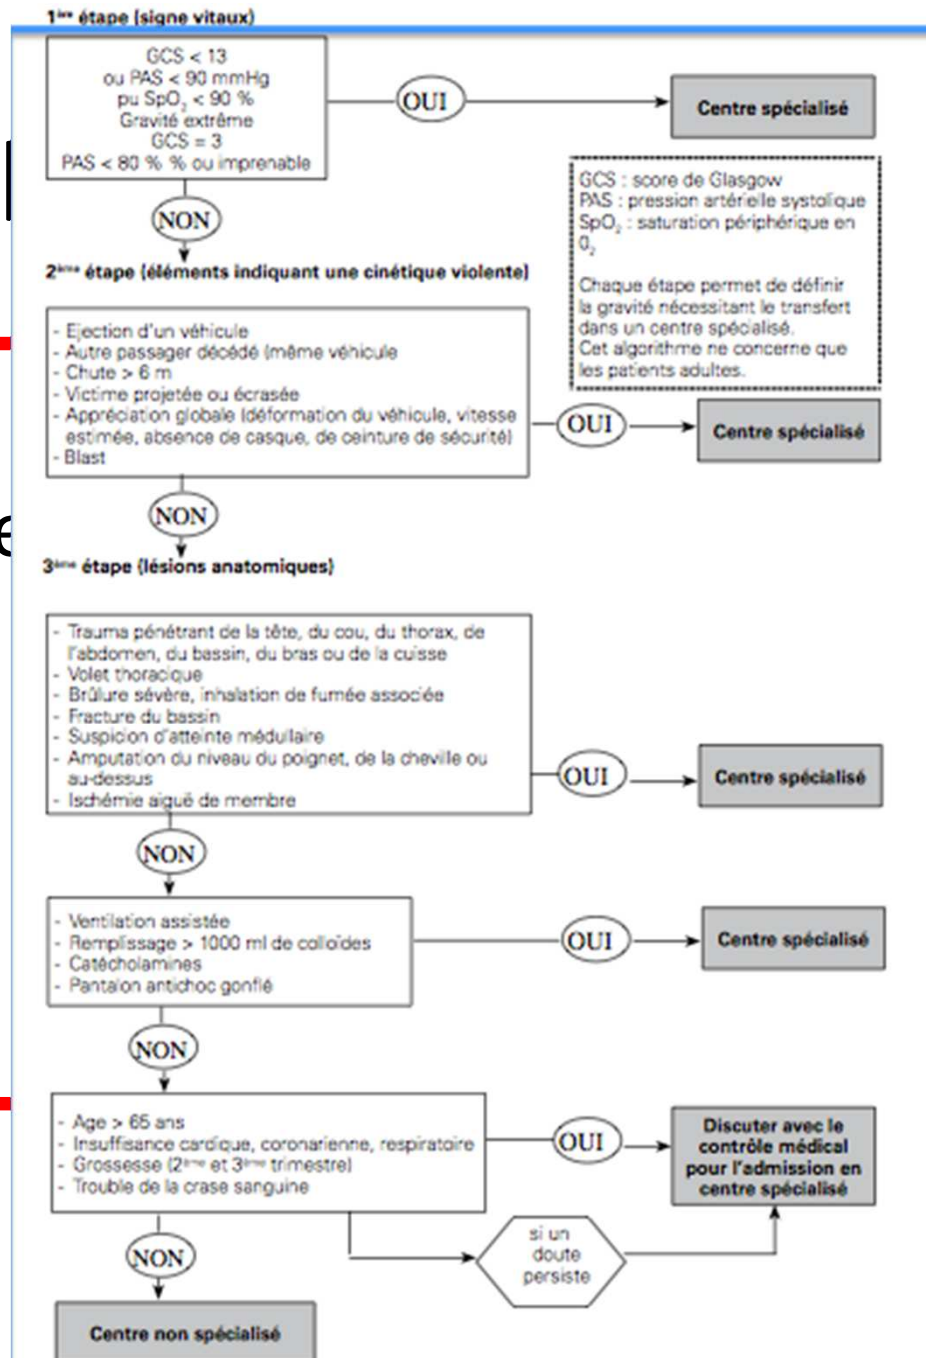 1ère étape (signe vitaux)
GCS < 13
ou PAS < 90 mmHg
pu SpO₂ < 90 %
Gravité extrême
GCS = 3
PAS < 80 % % ou imprenable
OUI
Centre spécialisé
GCS : score de Glasgow
PAS : pression artérielle systolique
SpO₂ : saturation périphérique en
0₂
Chaque étape permet de définir
la gravité nécessitant le transfert
dans un centre spécialisé.
Cet algorithme ne concerne que
les patients adultes.
NON
2ème étape (éléments indiquant une cinétique violente)
- Ejection d'un véhicule
- Autre passager décédé (même véhicule
- Chute > 6 m
- Victime projetée ou écrasée
- Appréciation globale (déformation du véhicule, vitesse
estimée, absence de casque, de ceinture de sécurité)
- Blast
OUI
Centre spécialisé
NON
3ème étape (lésions anatomiques)
- Trauma pénétrant de la tête, du cou, du thorax, de
l'abdomen, du bassin, du bras ou de la cuisse
- Volet thoracique
- Brûlure sévère, inhalation de fumée associée
- Fracture du bassin
- Suspicion d'atteinte médullaire
- Amputation du niveau du poignet, de la cheville ou
au-dessus
- Ischémie aiguë de membre
OUI
Centre spécialisé
NON
- Ventilation assistée
- Remplissage > 1000 ml de colloïdes
- Catécholamines
- Pantalon antichoc gonflé
OUI
Centre spécialisé
NON
- Age > 65 ans
- Insuffisance cardique, coronarienne, respiratoire
- Grossesse (2ème et 3ème trimestre)
- Trouble de la crase sanguine
OUI
Discuter avec le
contrôle médical
pour l'admission en
centre spécialisé
si un
doute
persiste
NON
Centre non spécialisé